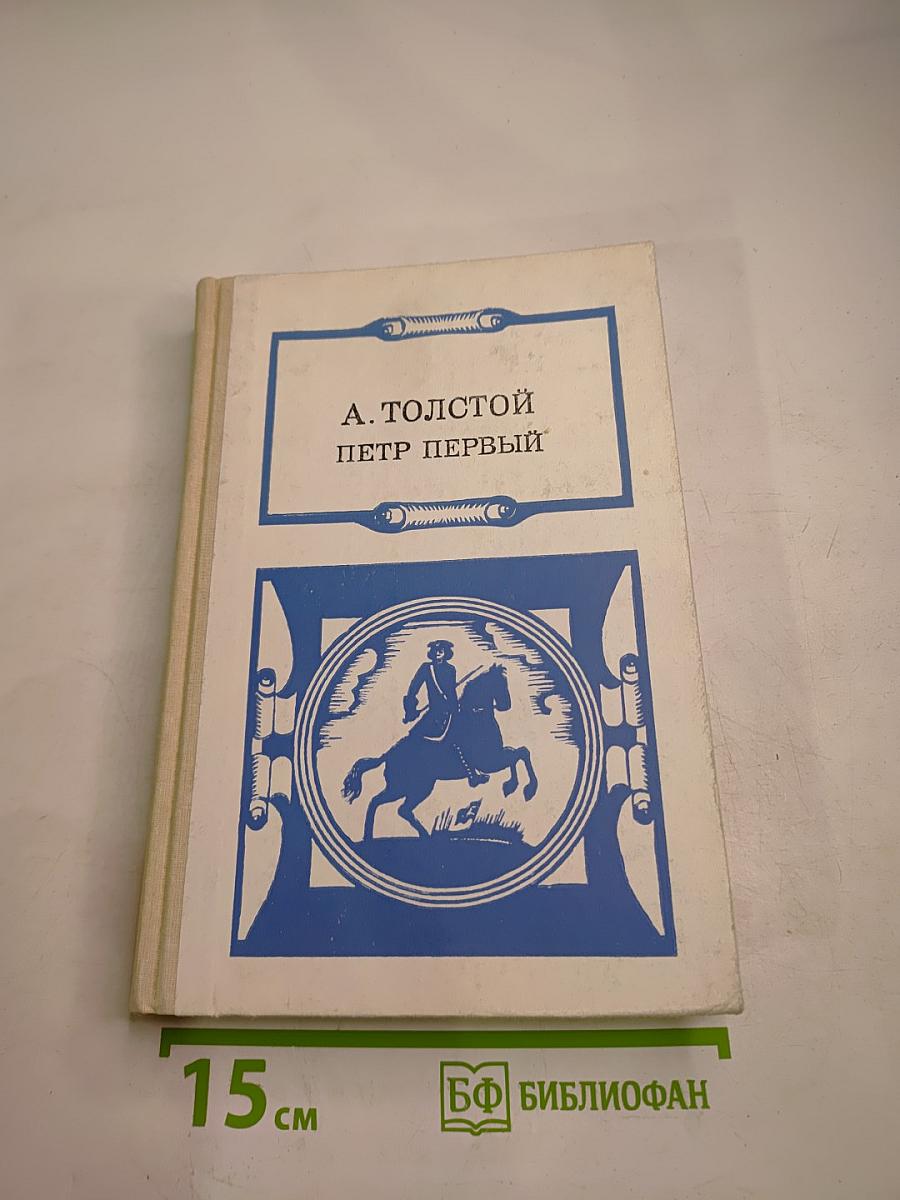 А. ТОЛСТОЙ
ПЕТР ПЕРВЫЙ
15 см
БФ БИБЛИОФАН